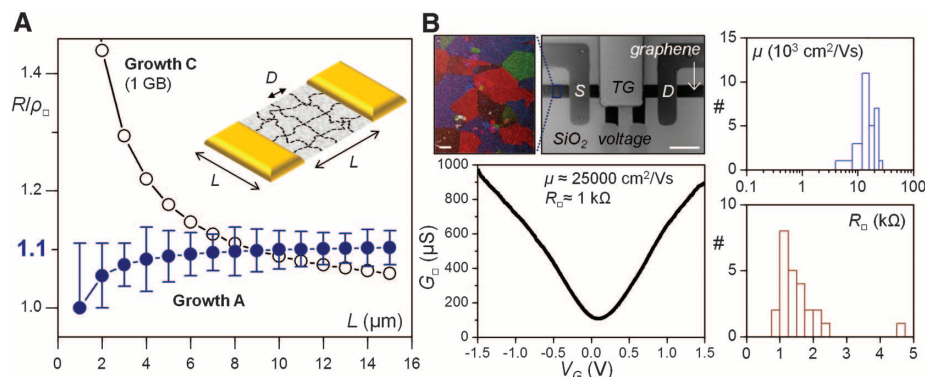 A
R/ρ□
1.4
1.3
1.2
1.1
1.0
Growth C
(1 GB)
D
L
L
Growth A
L (μm)
0 2 4 6 8 10 12 14 16
B
S
TG
D
graphene
SiO2 voltage
G□ (μS)
1000
800
600
400
200
0
μ ≈ 25000 cm²/Vs
R□≈ 1 kΩ
-1.5 -1.0 -0.5 0.0 0.5 1.0 1.5
VG (V)
μ (10³ cm²/Vs)
#
15
10
5
0
0.1 1 10 100
R□ (kΩ)
#
10
5
0
0 1 2 3 4 5